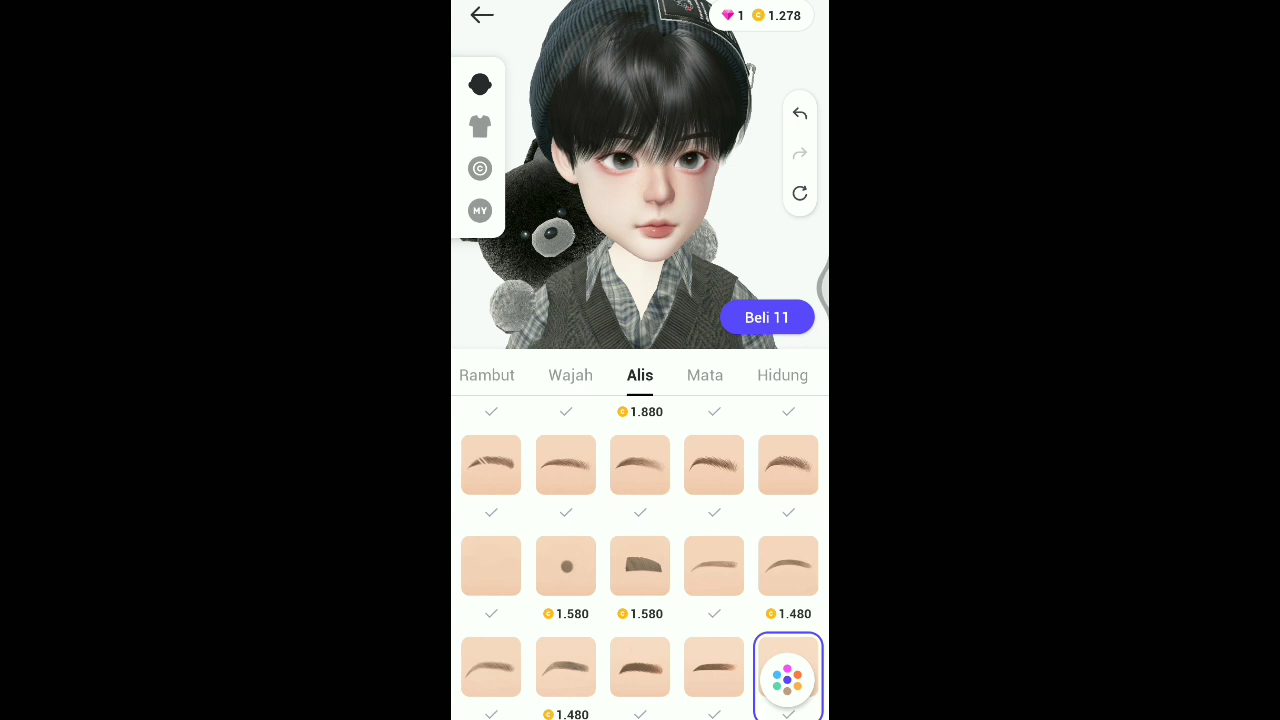 1 1.278
MY
Beli 11
Rambut Wajah Alis Mata Hidung
1.880
1.580 1.580 1.480
1.480